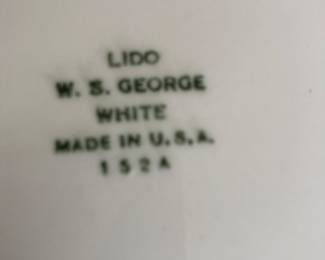 LIDO
W. S. GEORGE
WHITE
MADE IN U.S.A.
152A